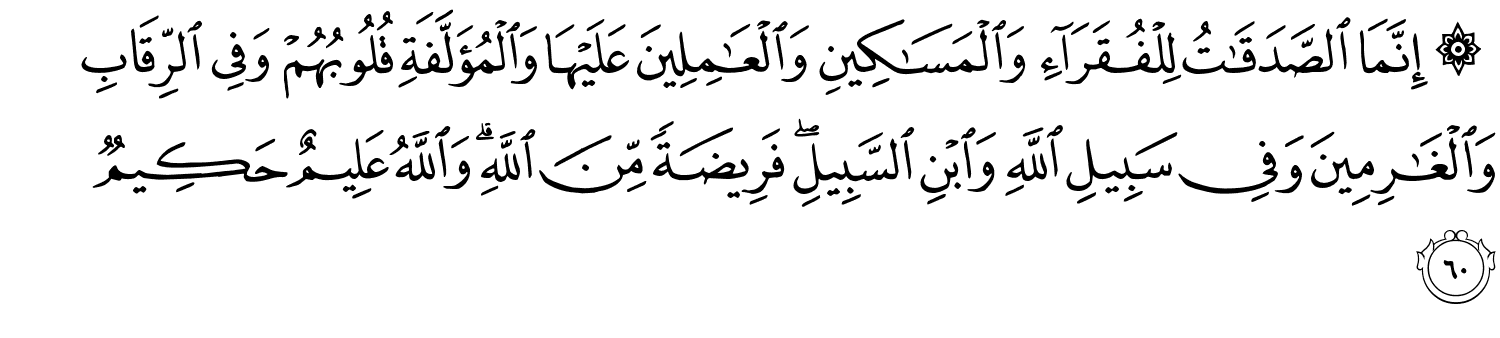 ۞ إِنَّمَا ٱلصَّدَقَـٰتُ لِلْفُقَرَآءِ وَٱلْمَسَـٰكِينِ وَٱلْعَـٰمِلِينَ عَلَيْهَا وَٱلْمُؤَلَّفَةِ قُلُوبُهُمْ وَفِى ٱلرِّقَابِ
وَٱلْغَـٰرِمِينَ وَفِى سَبِيلِ ٱللَّهِ وَٱبْنِ ٱلسَّبِيلِ ۖ فَرِيضَةً مِّنَ ٱللَّهِ ۗ وَٱللَّهُ عَلِيمٌ حَكِيمٌ
٦٠